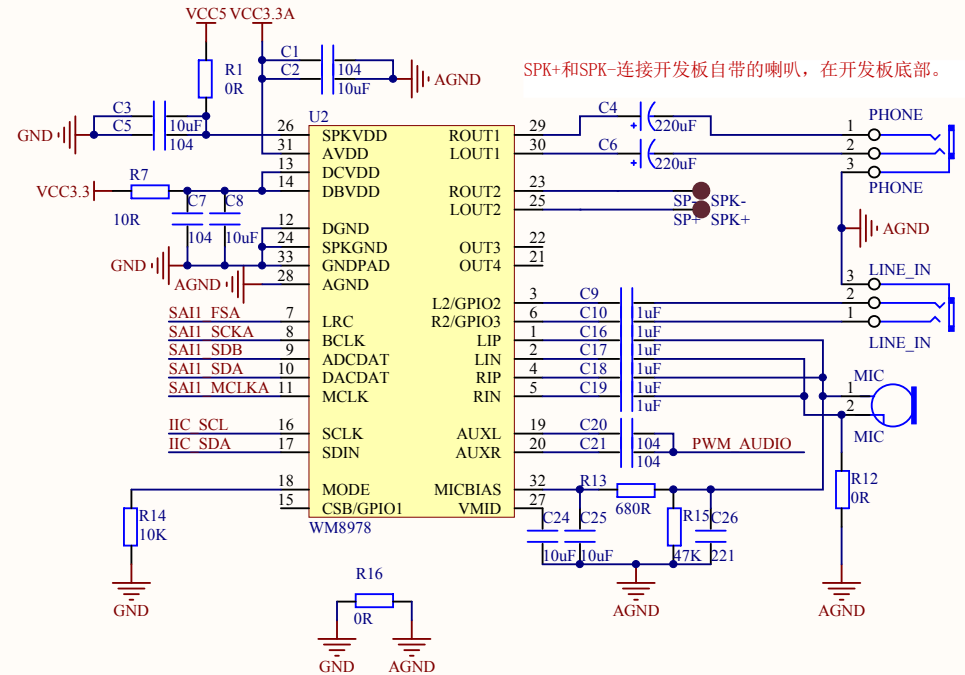 VCC5 VCC3.3A
C1
C2
104
10uF
AGND
SPK+和SPK-连接开发板自带的喇叭，在开发板底部。
R1
0R
C3
C5
10uF
104
GND
U2
26 SPKVDD
31 AVDD
13 DCVDD
14 DBVDD
12 DGND
24 SPKGND
33 GNDPAD
28 AGND
7 LRC
8 BCLK
9 ADCDAT
10 DACDAT
11 MCLK
16 SCLK
17 SDIN
18 MODE
15 CSB/GPIO1
WM8978
ROUT1 29
LOUT1 30
ROUT2 23
LOUT2 25
OUT3 22
OUT4 21
L2/GPIO2 3
R2/GPIO3 6
LIP 1
LIN 2
RIP 4
RIN 5
AUXL 19
AUXR 20
MICBIAS 32
VMID 27
VCC3.3
R7
10R
C7
104
C8
10uF
GND
AGND
SAI1_FSA
SAI1_SCKA
SAI1_SDB
SAI1_SDA
SAI1_MCLKA
IIC_SCL
IIC_SDA
R14
10K
GND
C4
+
220uF
C6
+
220uF
PHONE
1
2
3
PHONE
SP- SPK-
SP+ SPK+
AGND
LINE_IN
3
2
1
LINE_IN
C9
C10 1uF
C16 1uF
C17 1uF
C18 1uF
C19 1uF
1uF
MIC
1
2
MIC
C20
C21 104
104
PWM_AUDIO
R13
680R
R12
0R
C24
10uF
C25
10uF
R15
47K
C26
221
AGND
AGND
R16
0R
GND
AGND